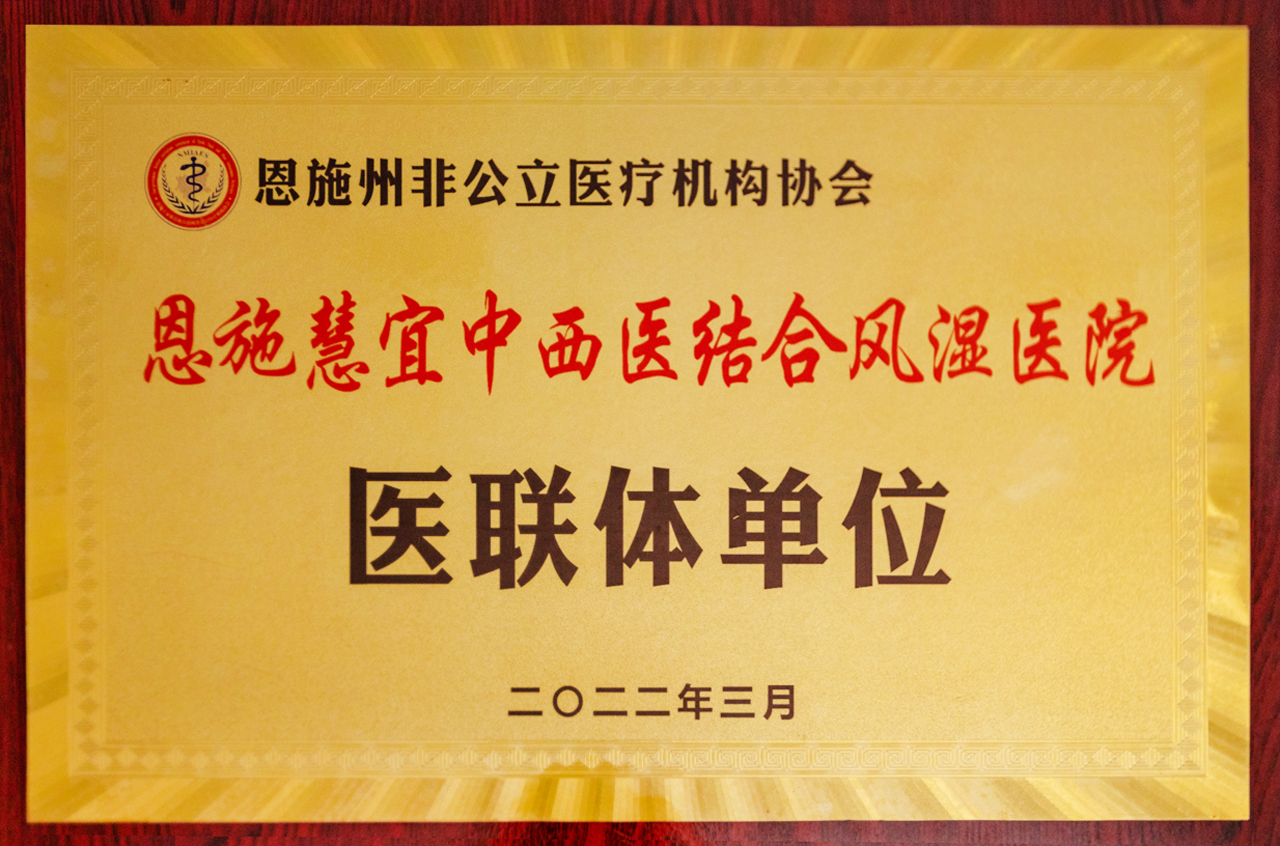 恩施州非公立医疗机构协会
恩施慧宜中西医结合风湿医院
医联体单位
二〇二二年三月